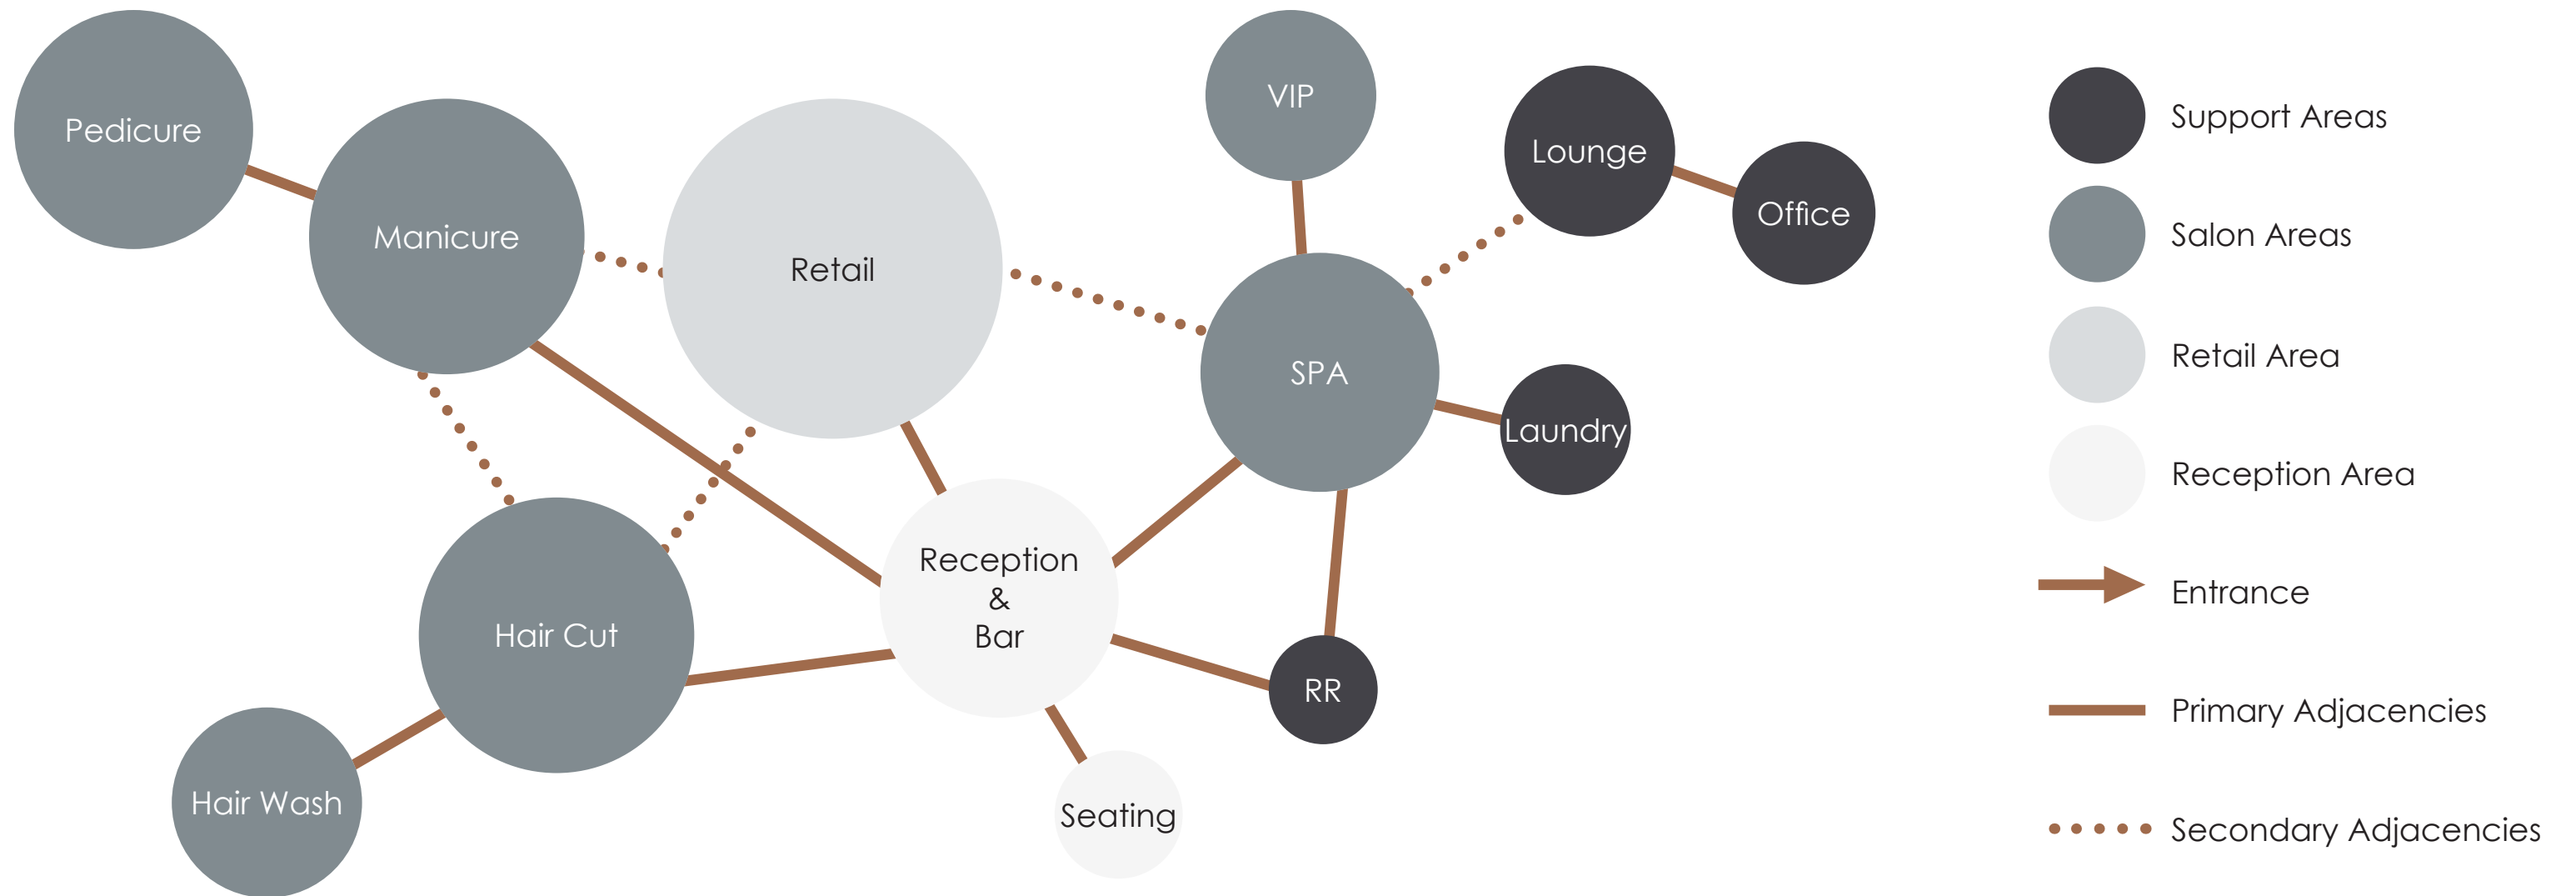 Pedicure
Manicure
Retail
VIP
Lounge
Office
SPA
Laundry
Reception
&
Bar
Hair Cut
RR
Hair Wash
Seating
Support Areas
Salon Areas
Retail Area
Reception Area
Entrance
Primary Adjacencies
Secondary Adjacencies